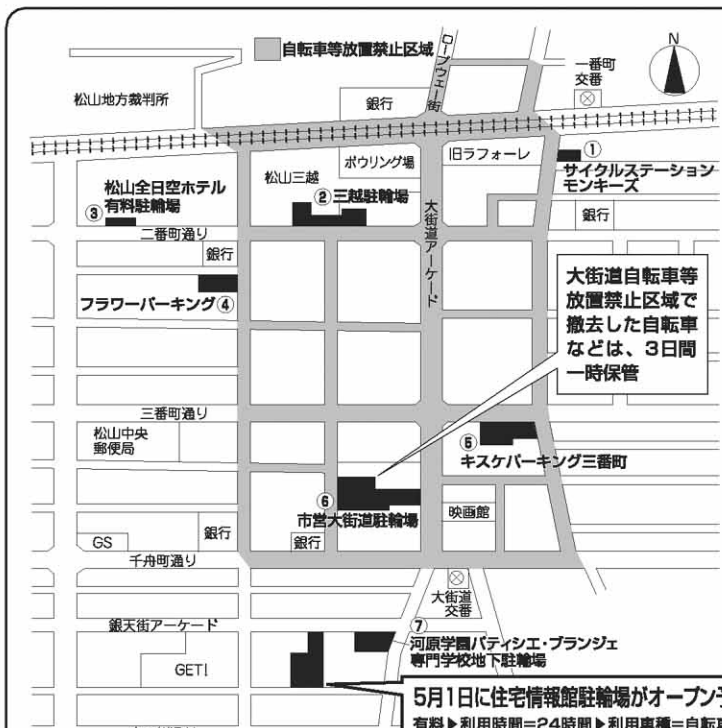 自転車等放置禁止区域
ロープウェー街
N
一番町
交番
松山地方裁判所
銀行
①
サイクルステーション
モンキーズ
旧ラフォーレ
ボウリング場
松山三越
② 三越駐輪場
松山全日空ホテル
有料駐輪場
③
二番町通り
銀行
大街道アーケード
銀行
フラワーパーキング④
大街道自転車等
放置禁止区域で
撤去した自転車
などは、3日間
一時保管
三番町通り
松山中央
郵便局
⑤
キスケパーキング三番町
⑥
市営大街道駐輪場
映画館
銀行
銀行
GS
千舟町通り
大街道
交番
銀天街アーケード
⑦
河原学園パティシエ・ブランジェ
専門学校地下駐輪場
GET!
5月1日に住宅情報館駐輪場がオープン
有料▶利用時間=24時間▶利用車種=自転